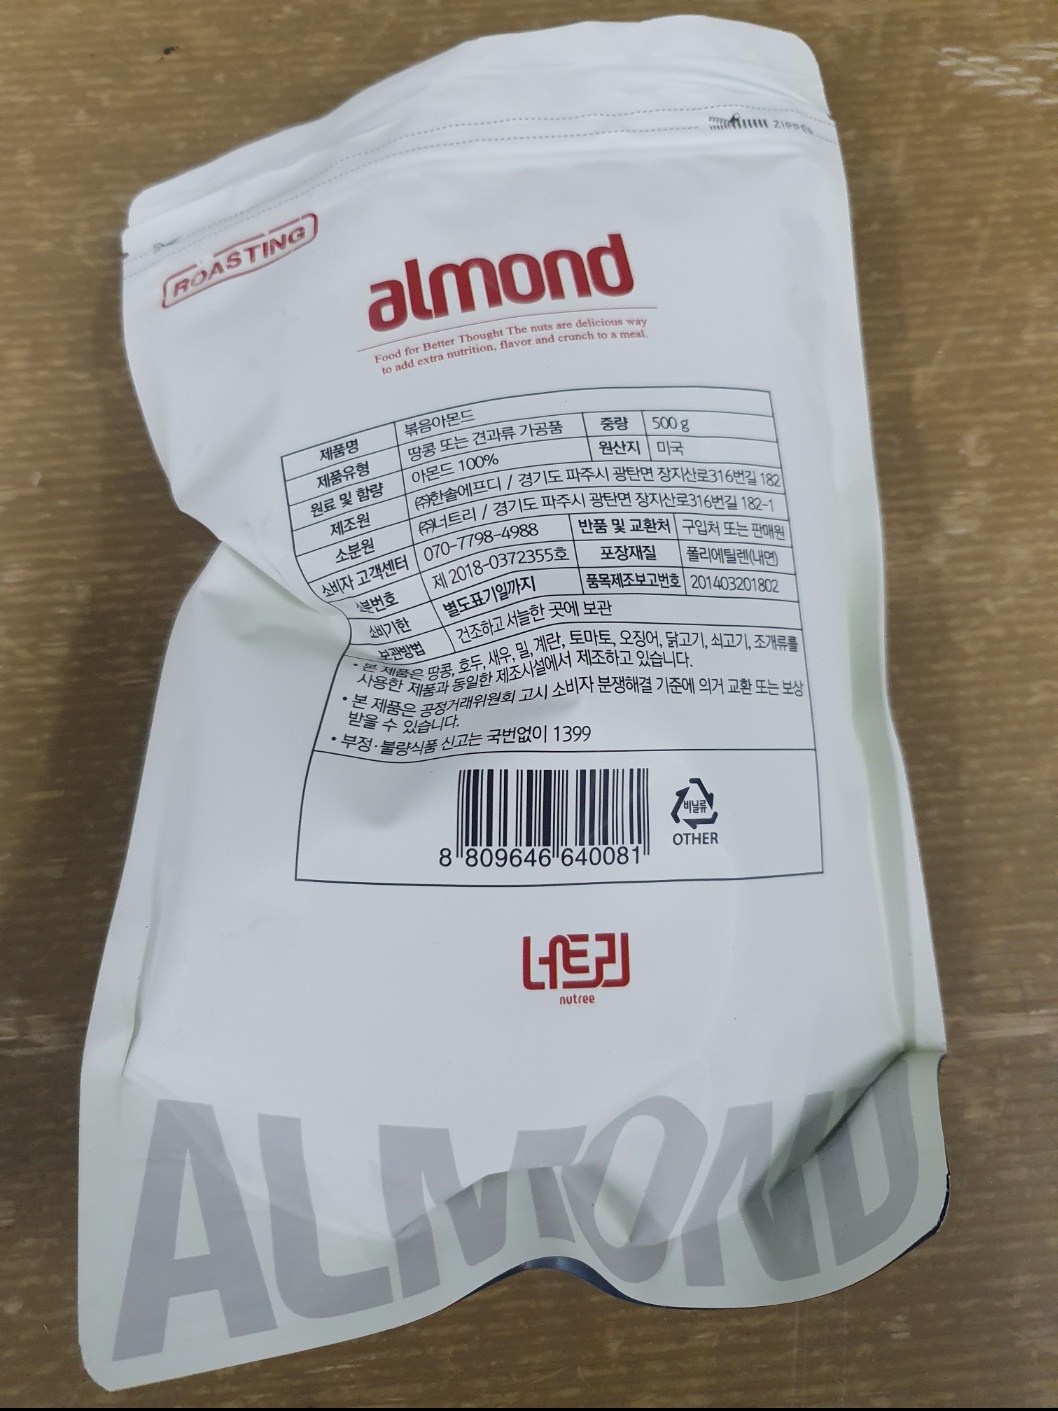 ZIPPER
ROASTING
almond
Food for Better Thought The nuts are delicious way
to add extra nutrition, flavor and crunch to a meal.
제품명 볶음아몬드
제품유형 땅콩 또는 견과류 가공품 중량 500 g
원료 및 함량 아몬드 100% 원산지 미국
제조원 ㈜한솔에프디 / 경기도 파주시 광탄면 장지산로316번길 182
소분원 ㈜너트리 / 경기도 파주시 광탄면 장지산로316번길 182-1
소비자 고객센터 070-7798-4988 반품 및 교환처 구입처 또는 판매원
번호 제 2018-0372355호 포장재질 폴리에틸렌(내면)
소비기한 별도표기일까지 품목제조보고번호 201403201802
보관방법 건조하고 서늘한 곳에 보관
• 본 제품은 땅콩, 호두, 새우, 밀, 계란, 토마토, 오징어, 닭고기, 쇠고기, 조개류를
사용한 제품과 동일한 제조시설에서 제조하고 있습니다.
• 본 제품은 공정거래위원회 고시 소비자 분쟁해결 기준에 의거 교환 또는 보상
받을 수 있습니다.
• 부정·불량식품 신고는 국번없이 1399
비닐류
OTHER
8 809646 640081
너트리
nutree
ALMOND